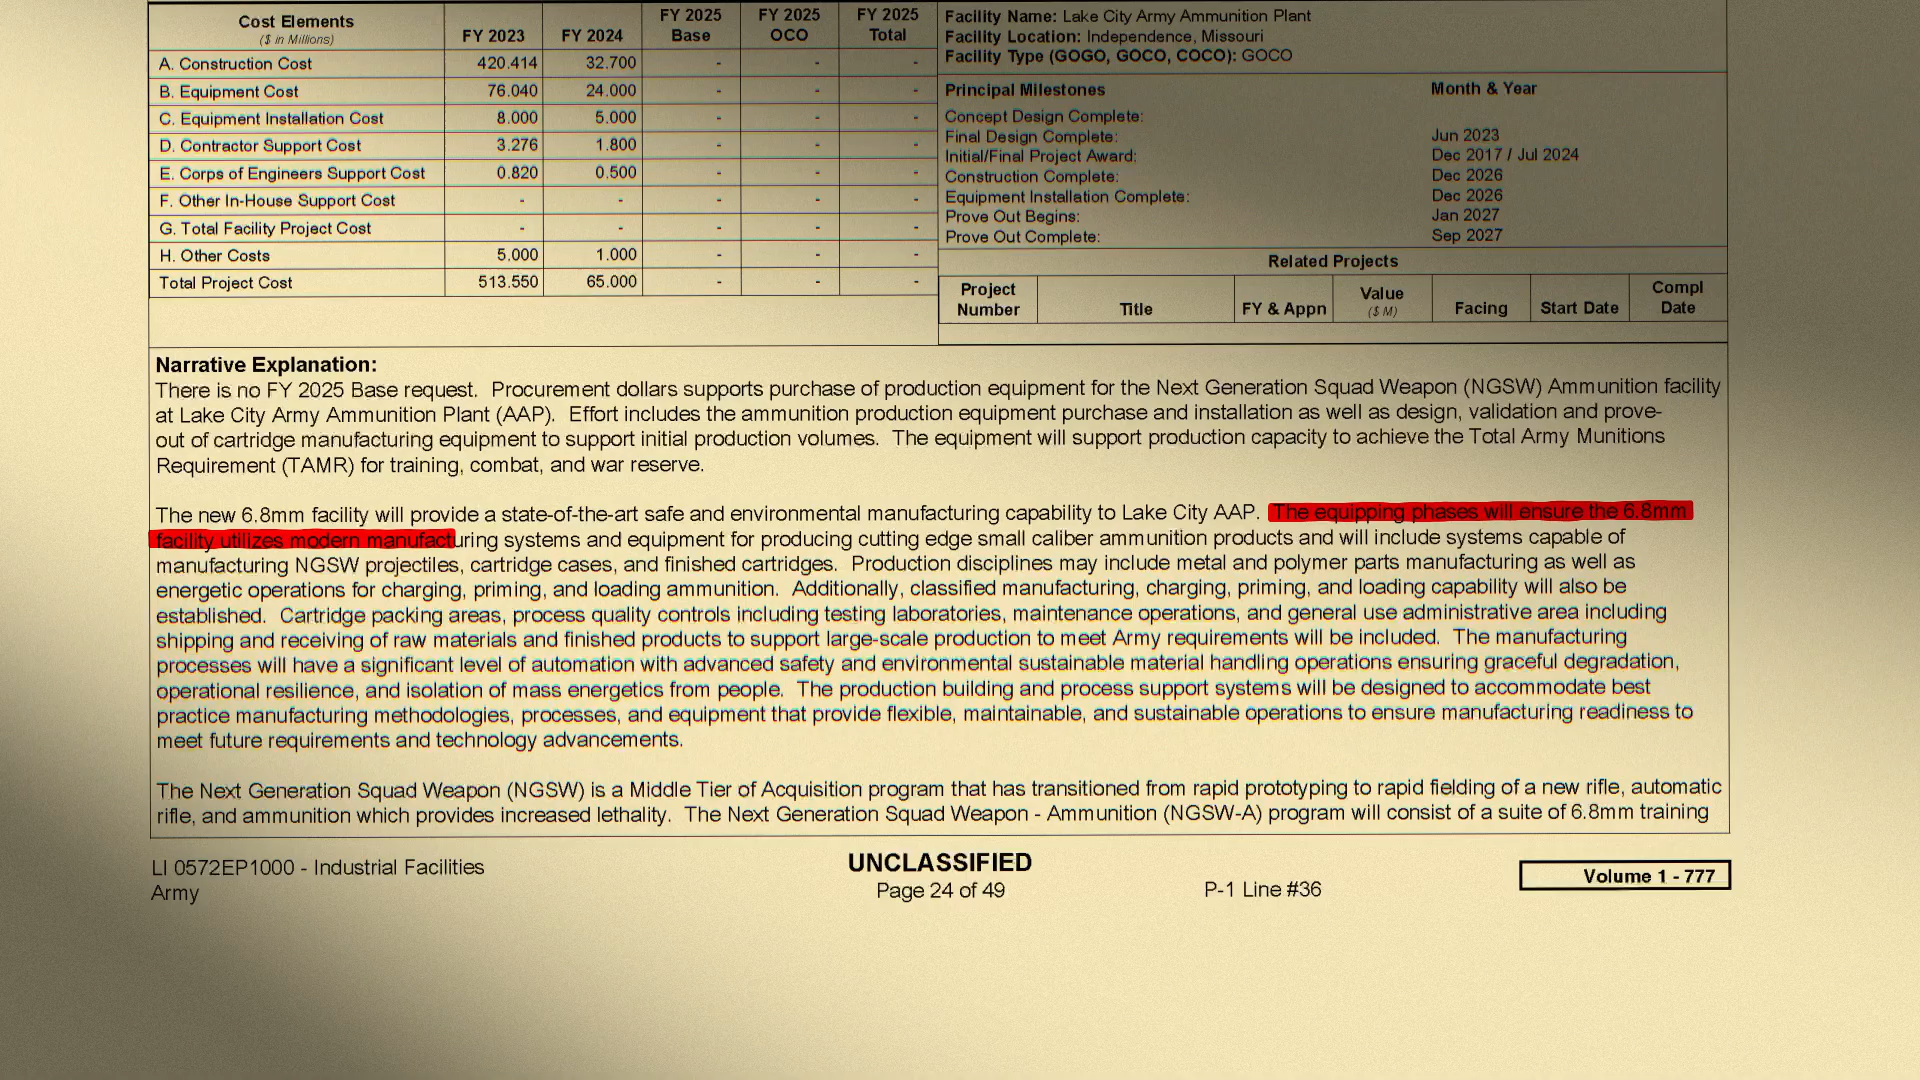 Cost Elements
($ in Millions)
FY 2023
FY 2024
FY 2025
Base
FY 2025
OCO
FY 2025
Total
A. Construction Cost 420.414 32.700 - - -
B. Equipment Cost 76.040 24.000 - - -
C. Equipment Installation Cost 8.000 5.000 - - -
D. Contractor Support Cost 3.276 1.800 - - -
E. Corps of Engineers Support Cost 0.820 0.500 - - -
F. Other In-House Support Cost - - - - -
G. Total Facility Project Cost - - - - -
H. Other Costs 5.000 1.000 - - -
Total Project Cost 513.550 65.000 - - -
Facility Name: Lake City Army Ammunition Plant
Facility Location: Independence, Missouri
Facility Type (GOGO, GOCO, COCO): GOCO
Principal Milestones Month & Year
Concept Design Complete:
Final Design Complete: Jun 2023
Initial/Final Project Award: Dec 2017 / Jul 2024
Construction Complete: Dec 2026
Equipment Installation Complete: Dec 2026
Prove Out Begins: Jan 2027
Prove Out Complete: Sep 2027
Related Projects
Project
Number
Title
FY & Appn
Value
($ M)
Facing
Start Date
Compl
Date
Narrative Explanation:
There is no FY 2025 Base request. Procurement dollars supports purchase of production equipment for the Next Generation Squad Weapon (NGSW) Ammunition facility
at Lake City Army Ammunition Plant (AAP). Effort includes the ammunition production equipment purchase and installation as well as design, validation and prove-
out of cartridge manufacturing equipment to support initial production volumes. The equipment will support production capacity to achieve the Total Army Munitions
Requirement (TAMR) for training, combat, and war reserve.
The new 6.8mm facility will provide a state-of-the-art safe and environmental manufacturing capability to Lake City AAP. The equipping phases will ensure the 6.8mm
facility utilizes modern manufacturing systems and equipment for producing cutting edge small caliber ammunition products and will include systems capable of
manufacturing NGSW projectiles, cartridge cases, and finished cartridges. Production disciplines may include metal and polymer parts manufacturing as well as
energetic operations for charging, priming, and loading ammunition. Additionally, classified manufacturing, charging, priming, and loading capability will also be
established. Cartridge packing areas, process quality controls including testing laboratories, maintenance operations, and general use administrative area including
shipping and receiving of raw materials and finished products to support large-scale production to meet Army requirements will be included. The manufacturing
processes will have a significant level of automation with advanced safety and environmental sustainable material handling operations ensuring graceful degradation,
operational resilience, and isolation of mass energetics from people. The production building and process support systems will be designed to accommodate best
practice manufacturing methodologies, processes, and equipment that provide flexible, maintainable, and sustainable operations to ensure manufacturing readiness to
meet future requirements and technology advancements.
The Next Generation Squad Weapon (NGSW) is a Middle Tier of Acquisition program that has transitioned from rapid prototyping to rapid fielding of a new rifle, automatic
rifle, and ammunition which provides increased lethality. The Next Generation Squad Weapon - Ammunition (NGSW-A) program will consist of a suite of 6.8mm training
LI 0572EP1000 - Industrial Facilities
Army
UNCLASSIFIED
Page 24 of 49
P-1 Line #36
Volume 1 - 777